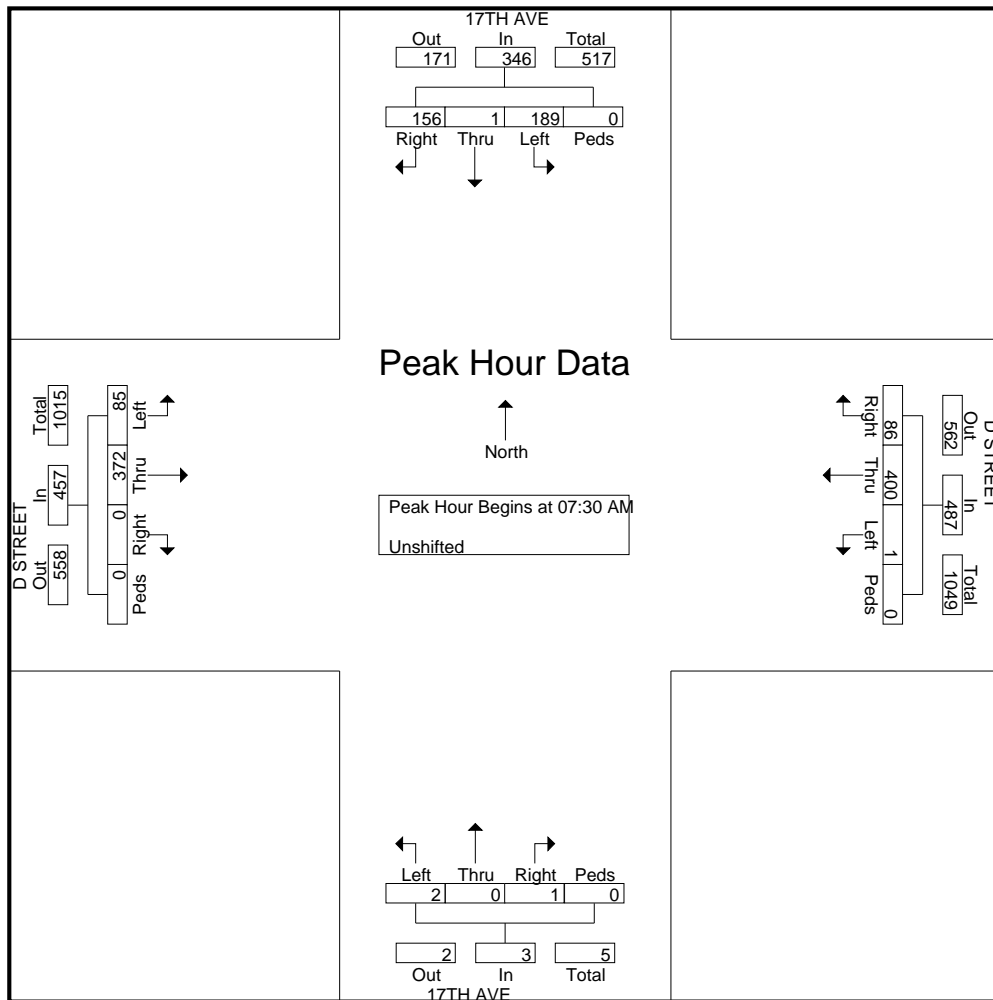 17TH AVE
Out In Total
171 346 517
156 1 189 0
Right Thru Left Peds
Peak Hour Data
North
Peak Hour Begins at 07:30 AM
Unshifted
D STREET
Out In Total
558 457 1015
85 372 0 0
Left Thru Right Peds
D STREET
Out In Total
562 487 1049
86 400 1 0
Right Thru Left Peds
Left Thru Right Peds
2 0 1 0
2 3 5
Out In Total
17TH AVE